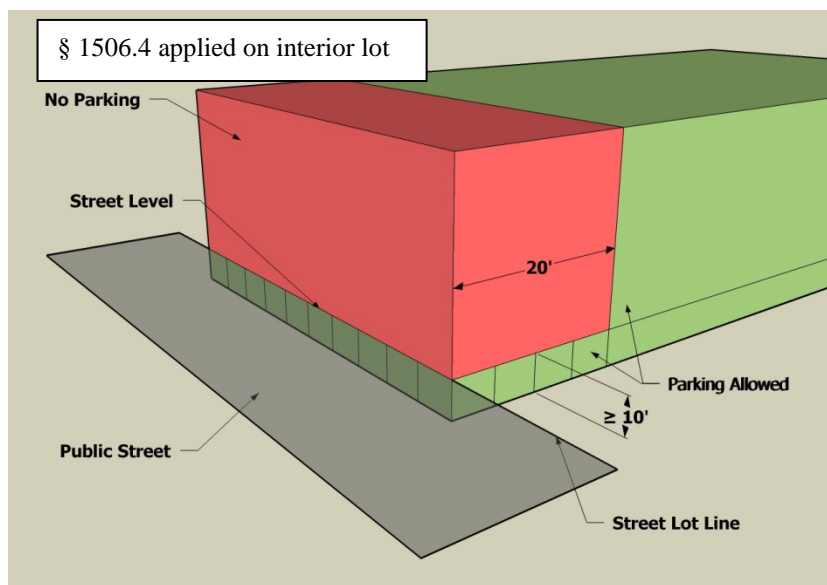 § 1506.4 applied on interior lot
No Parking
Street Level
20'
Parking Allowed
≥ 10'
Public Street
Street Lot Line